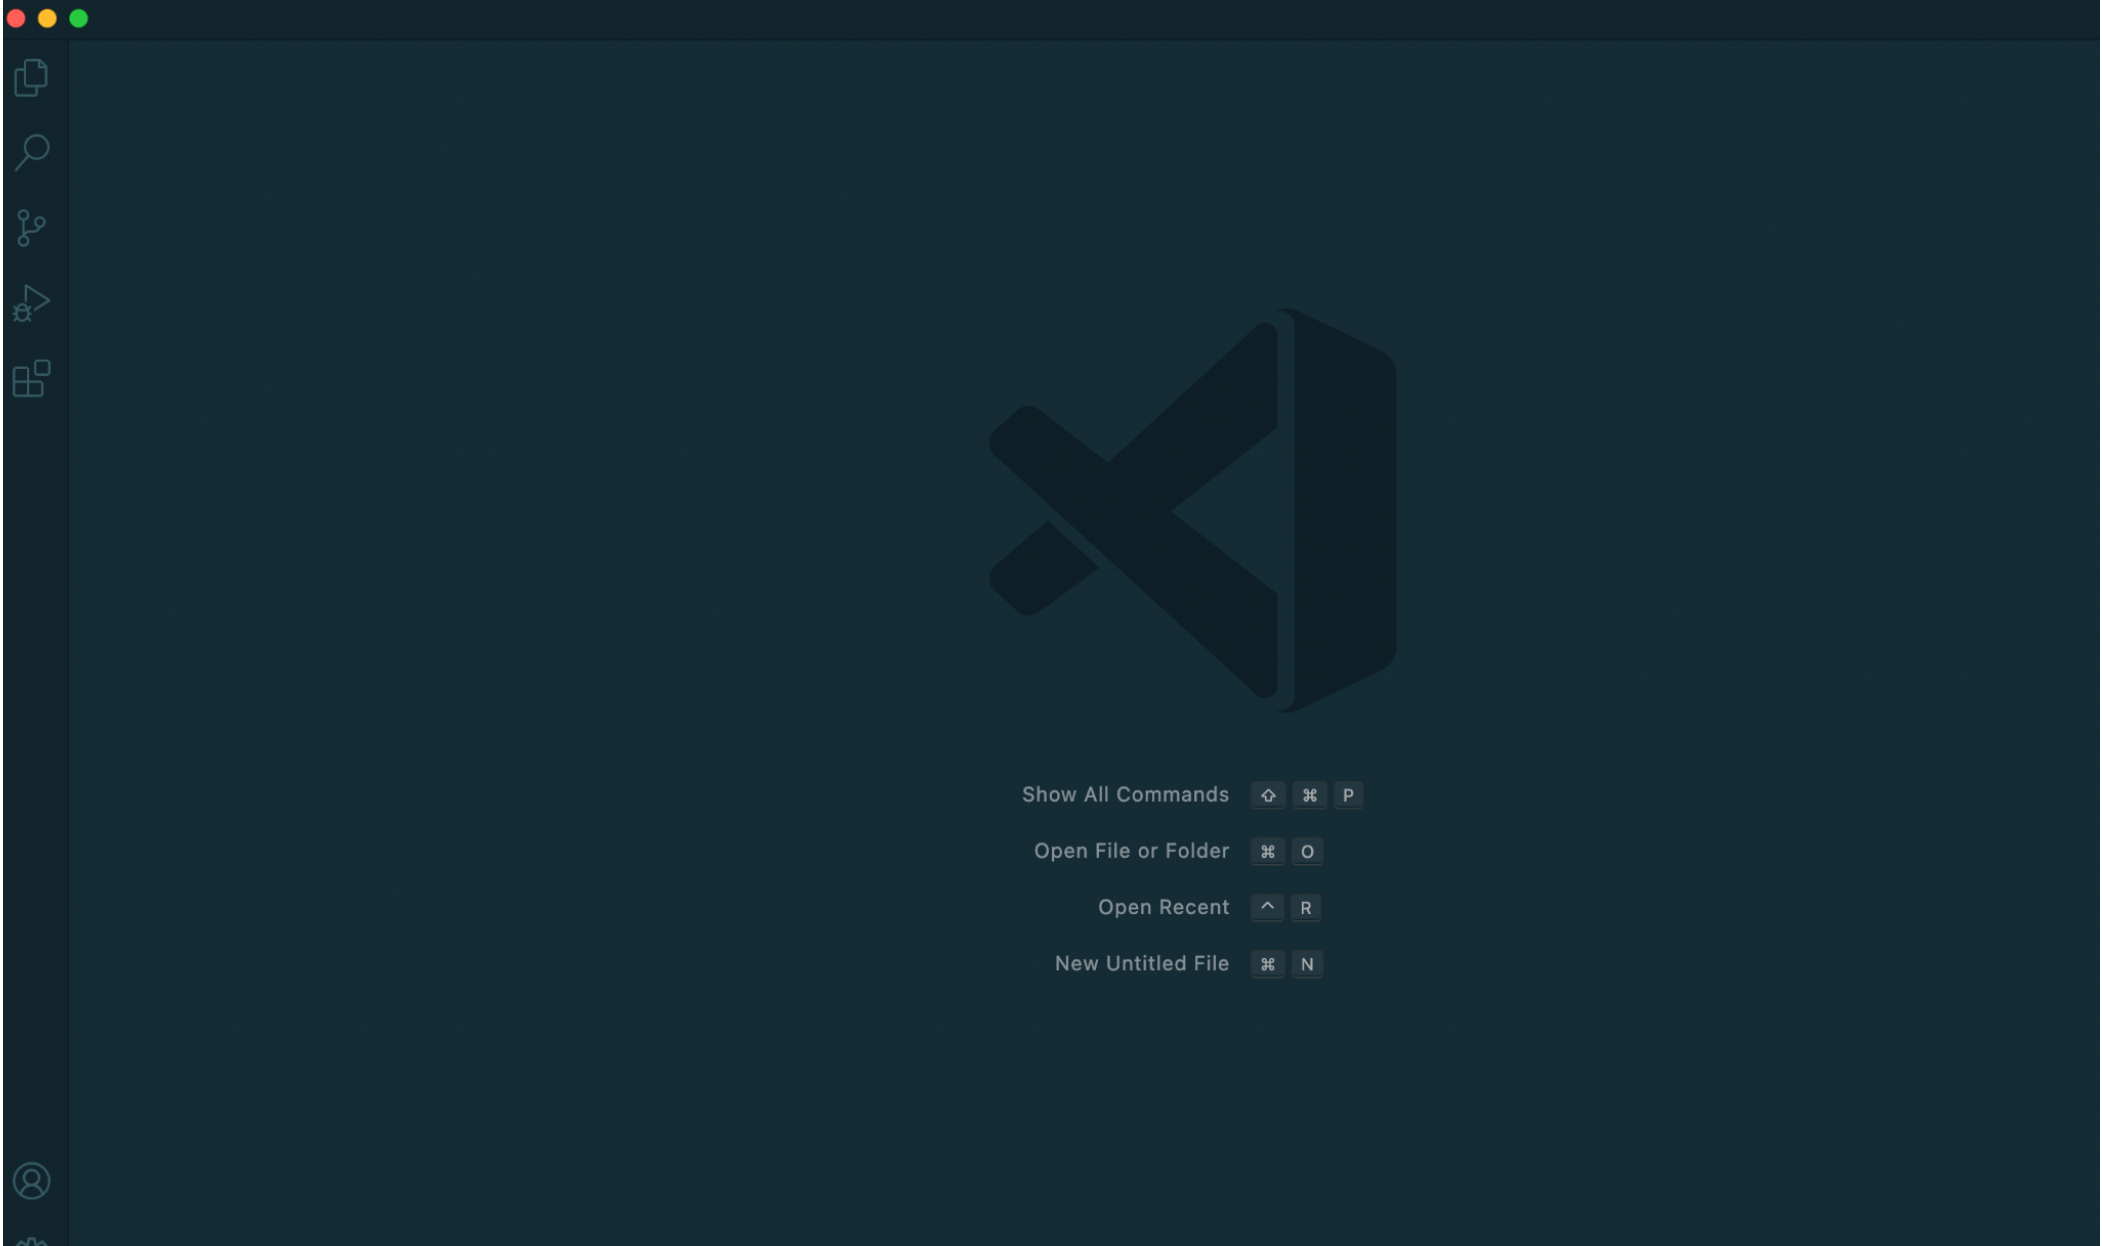 Show All Commands ⇧ ⌘ P
Open File or Folder ⌘ O
Open Recent ^ R
New Untitled File ⌘ N